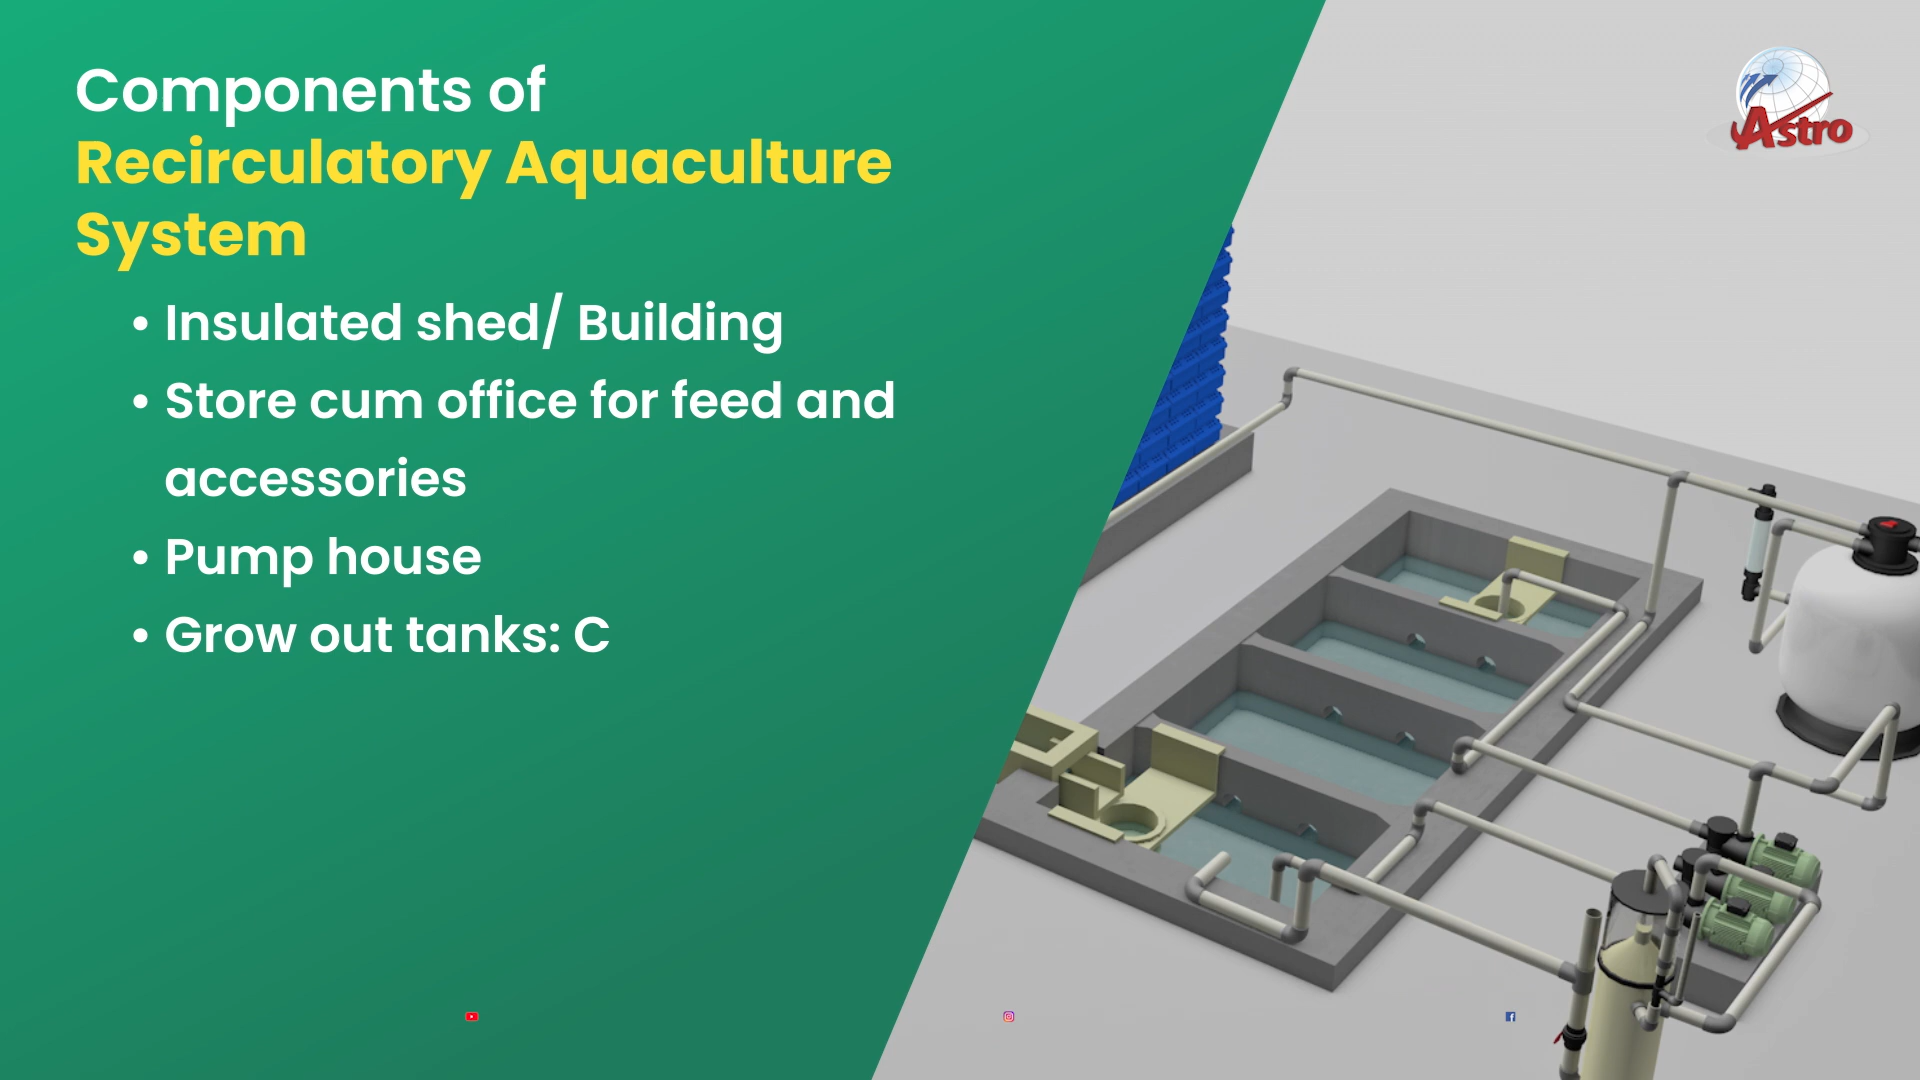 Components of
Recirculatory Aquaculture
System
• Insulated shed/ Building
• Store cum office for feed and
accessories
• Pump house
• Grow out tanks: C
Astro